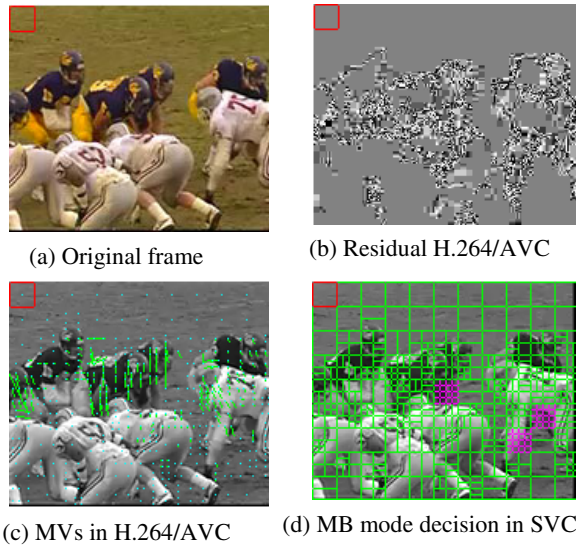 (a) Original frame
(b) Residual H.264/AVC
(c) MVs in H.264/AVC
(d) MB mode decision in SVC